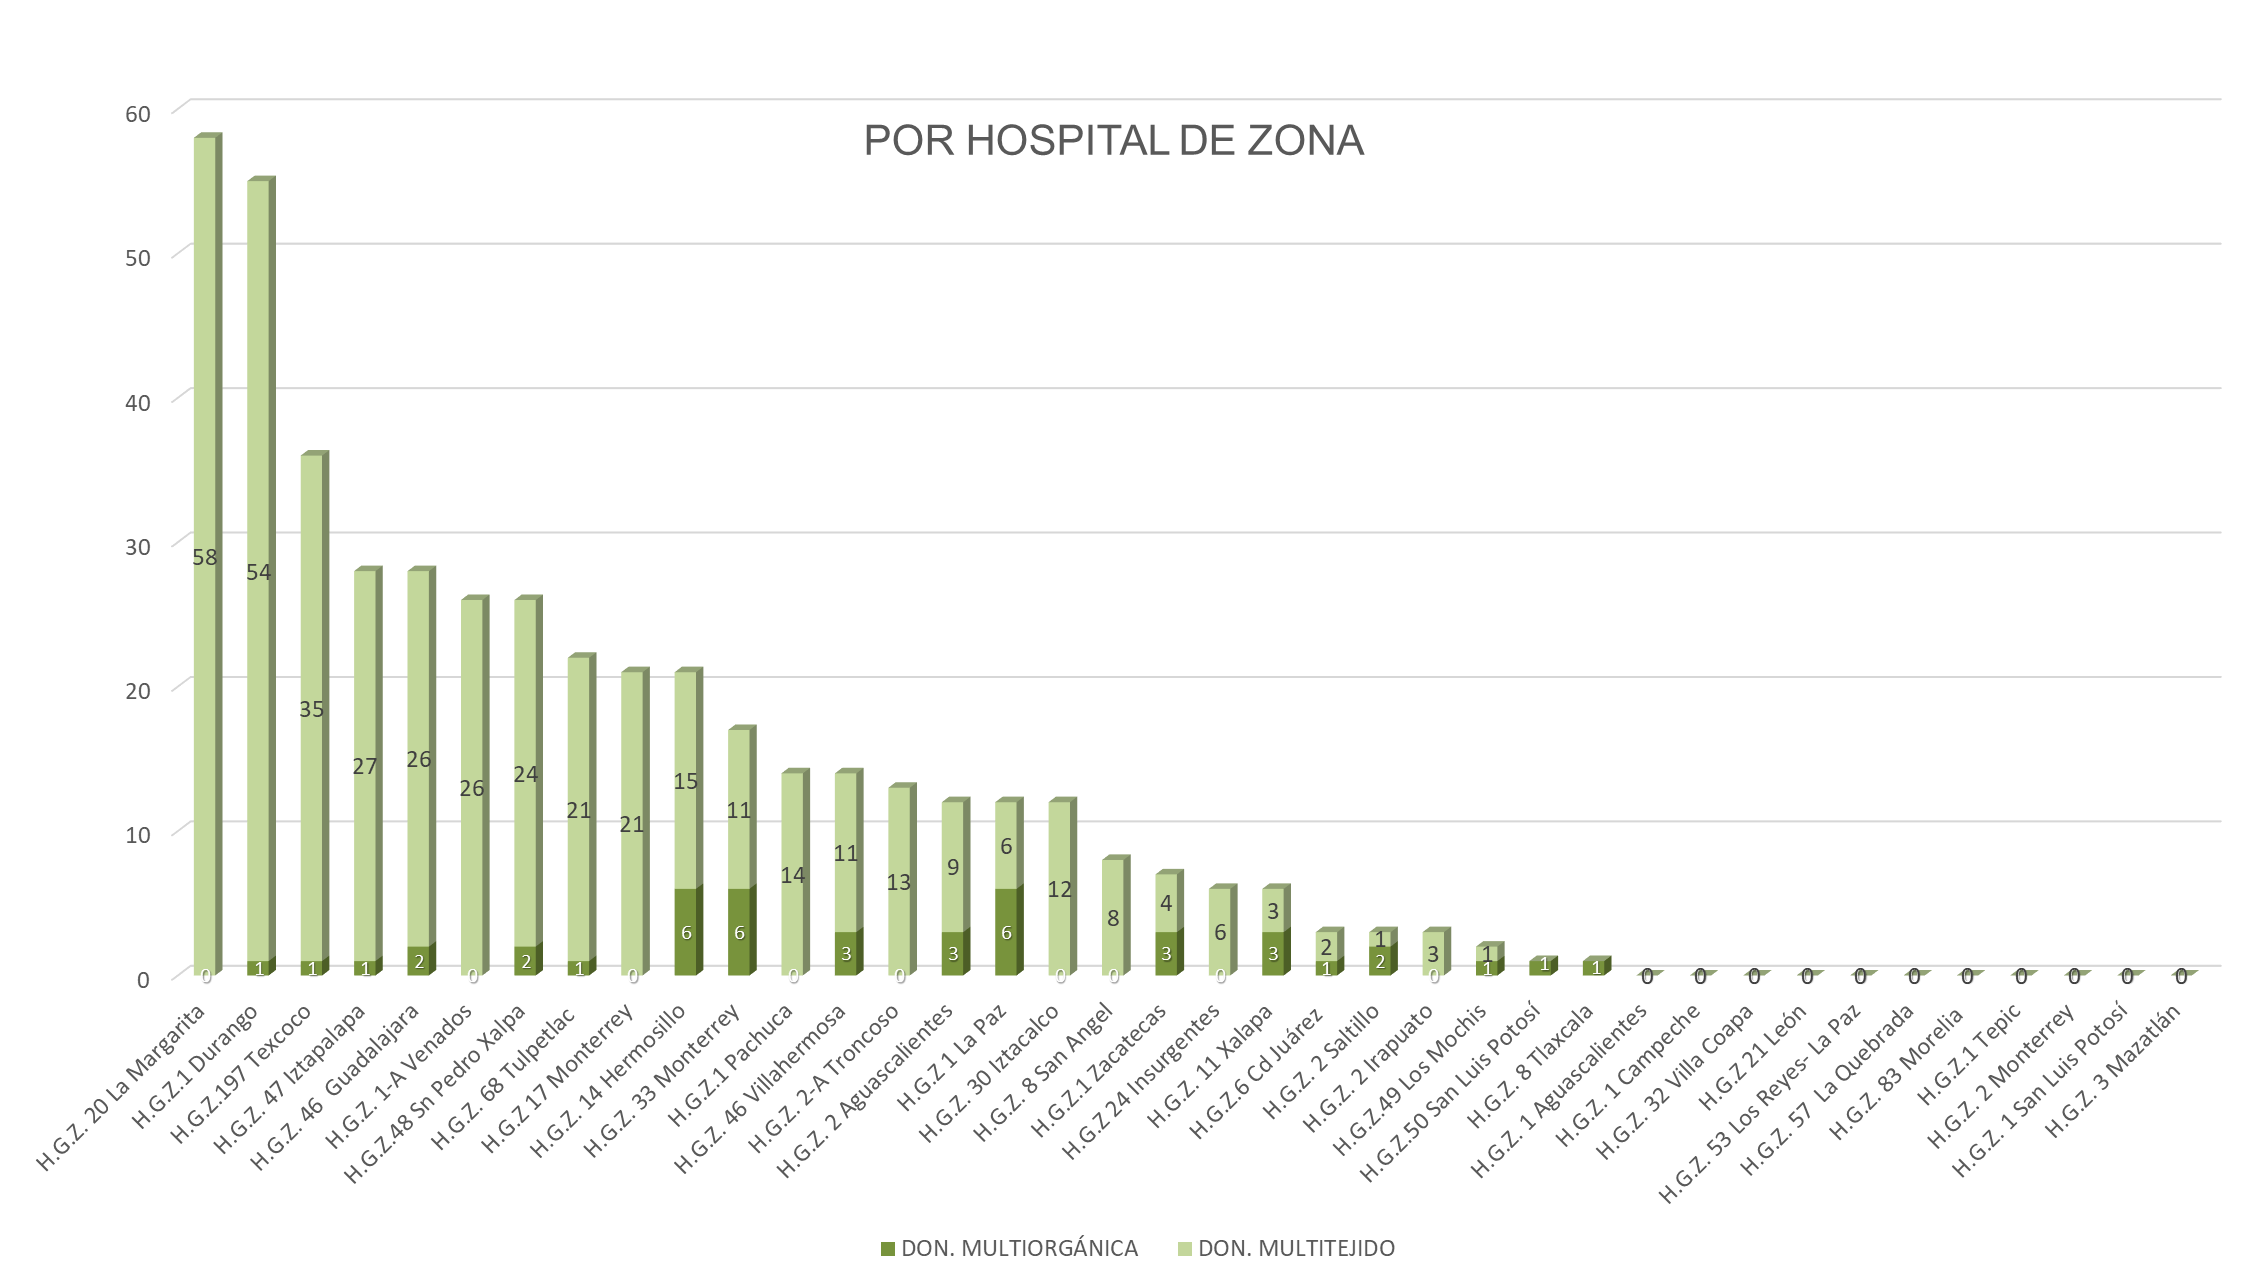 POR HOSPITAL DE ZONA
60
50
40
30
20
10
0
58
54
35
27
26
26
24
21
21
15
11
14
11
13
9
6
12
8
4
6
3
2
1
3
1
0
1
1
1
2
0
2
1
0
6
6
0
3
0
3
6
0
0
3
0
3
1
2
0
1
1
1
0
0
0
0
0
0
0
0
0
0
0
H.G.Z. 20 La Margarita
H.G.Z.1 Durango
H.G.Z.197 Texcoco
H.G.Z. 47 Iztapalapa
H.G.Z. 46 Guadalajara
H.G.Z. 1-A Venados
H.G.Z.48 Sn Pedro Xalpa
H.G.Z. 68 Tulpetlac
H.G.Z 17 Monterrey
H.G.Z. 14 Hermosillo
H.G.Z. 33 Monterrey
H.G.Z.1 Pachuca
H.G.Z. 46 Villahermosa
H.G.Z. 2-A Troncoso
H.G.Z. 2 Aguascalientes
H.G.Z 1 La Paz
H.G.Z. 30 Iztacalco
H.G.Z. 8 San Angel
H.G.Z.1 Zacatecas
H.G.Z 24 Insurgentes
H.G.Z. 11 Xalapa
H.G.Z.6 Cd Juárez
H.G.Z. 2 Saltillo
H.G.Z. 2 Irapuato
H.G.Z.49 Los Mochis
H.G.Z.50 San Luis Potosí
H.G.Z. 8 Tlaxcala
H.G.Z. 1 Aguascalientes
H.G.Z. 1 Campeche
H.G.Z. 32 Villa Coapa
H.G.Z 21 León
H.G.Z. 53 Los Reyes- La Paz
H.G.Z. 57 La Quebrada
H.G.Z. 83 Morelia
H.G.Z.1 Tepic
H.G.Z. 2 Monterrey
H.G.Z. 1 San Luis Potosí
H.G.Z. 3 Mazatlán
DON. MULTIORGÁNICA
DON. MULTITEJIDO